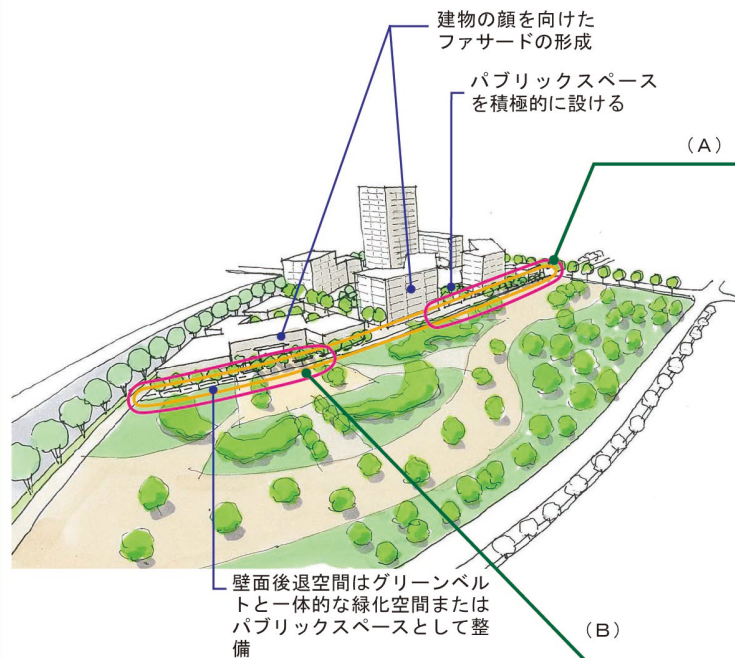 建物の顔を向けた
ファサードの形成
パブリックスペース
を積極的に設ける
（A）
壁面後退空間はグリーンベル
トと一体的な緑化空間または
パブリックスペースとして整
備
（B）